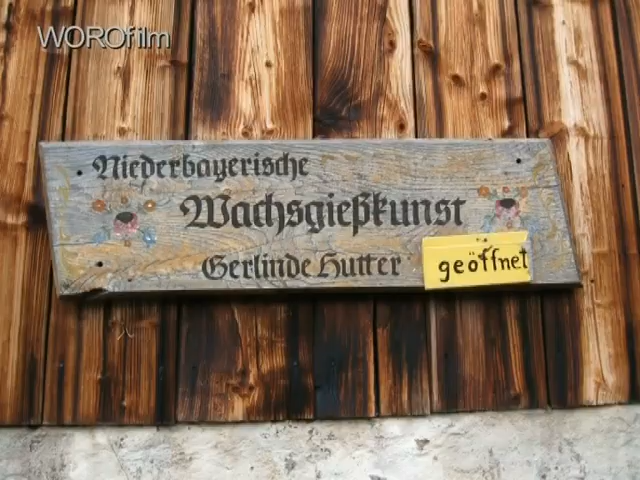 WOROfilm
Niederbayerische
Wachsgießkunst
Gerlinde Hutter
geöffnet